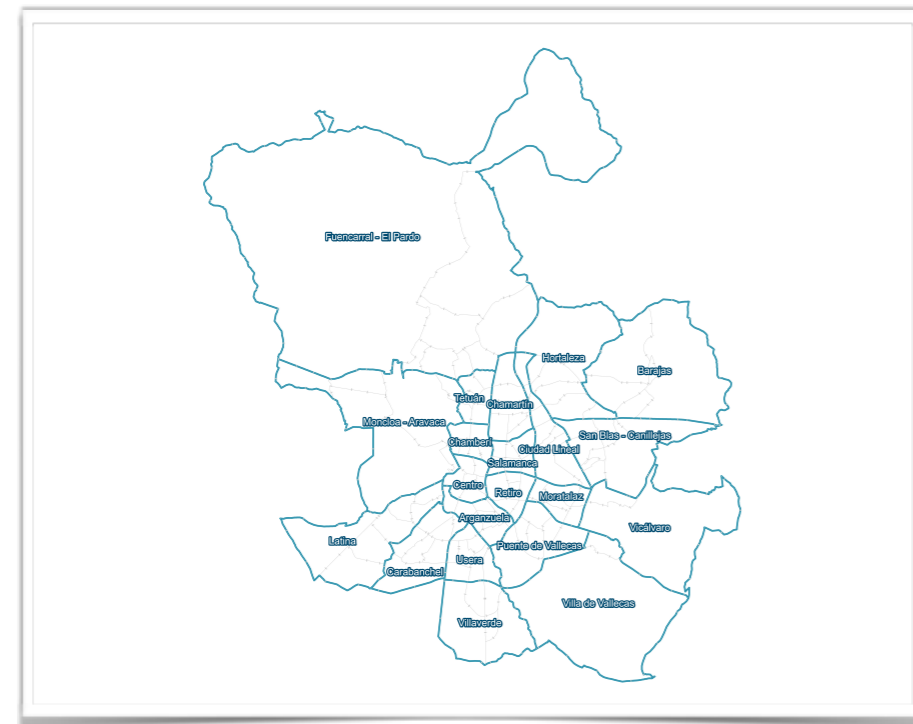 Fuencarral - El Pardo
Hortaleza
Barajas
Tetuán
Chamartín
Moncloa - Aravaca
San Blas - Canillejas
Chamberí
Ciudad Lineal
Salamanca
Centro
Retiro
Moratalaz
Arganzuela
Vicálvaro
Latina
Puente de Vallecas
Usera
Carabanchel
Villa de Vallecas
Villaverde